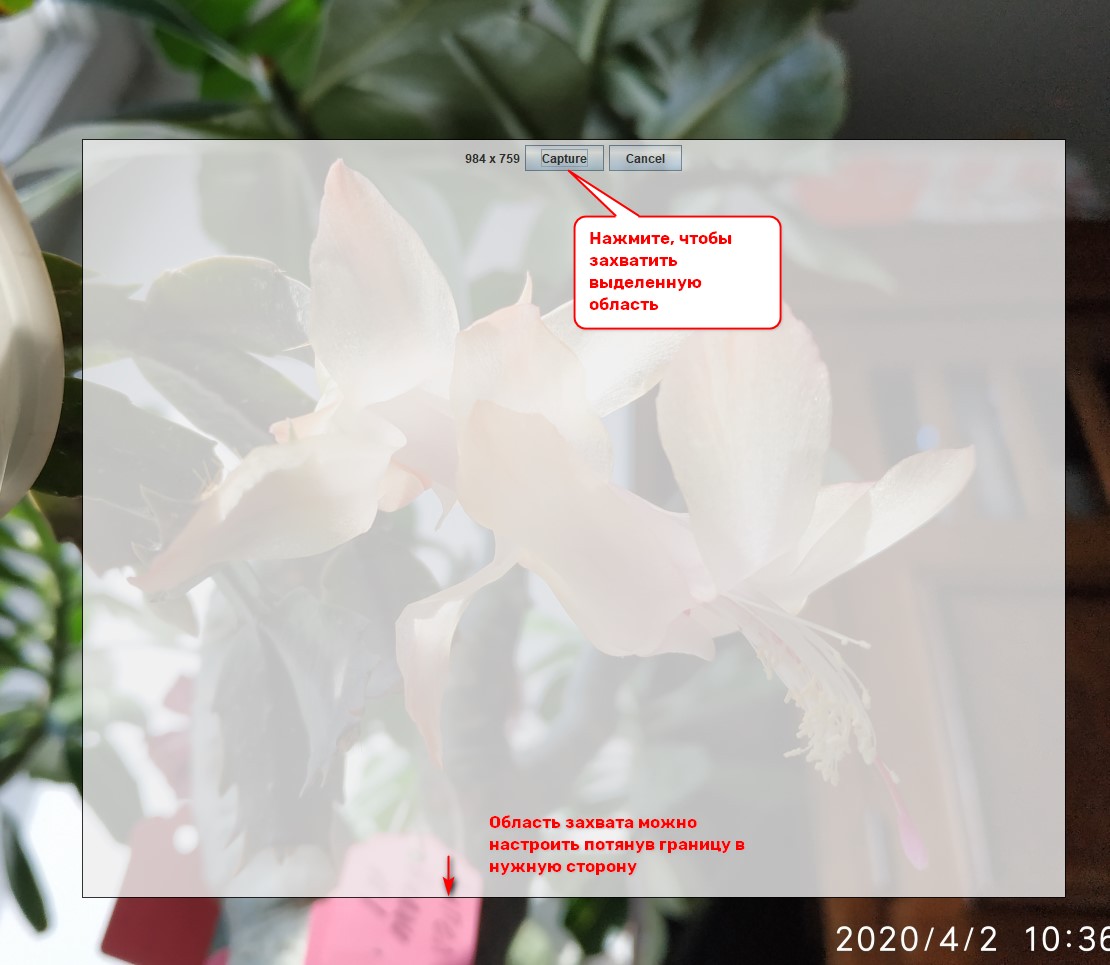 984 x 759 Capture Cancel
Нажмите, чтобы
захватить
выделенную
область
Область захвата можно
настроить потянув границу в
нужную сторону
2020/4/2 10:36